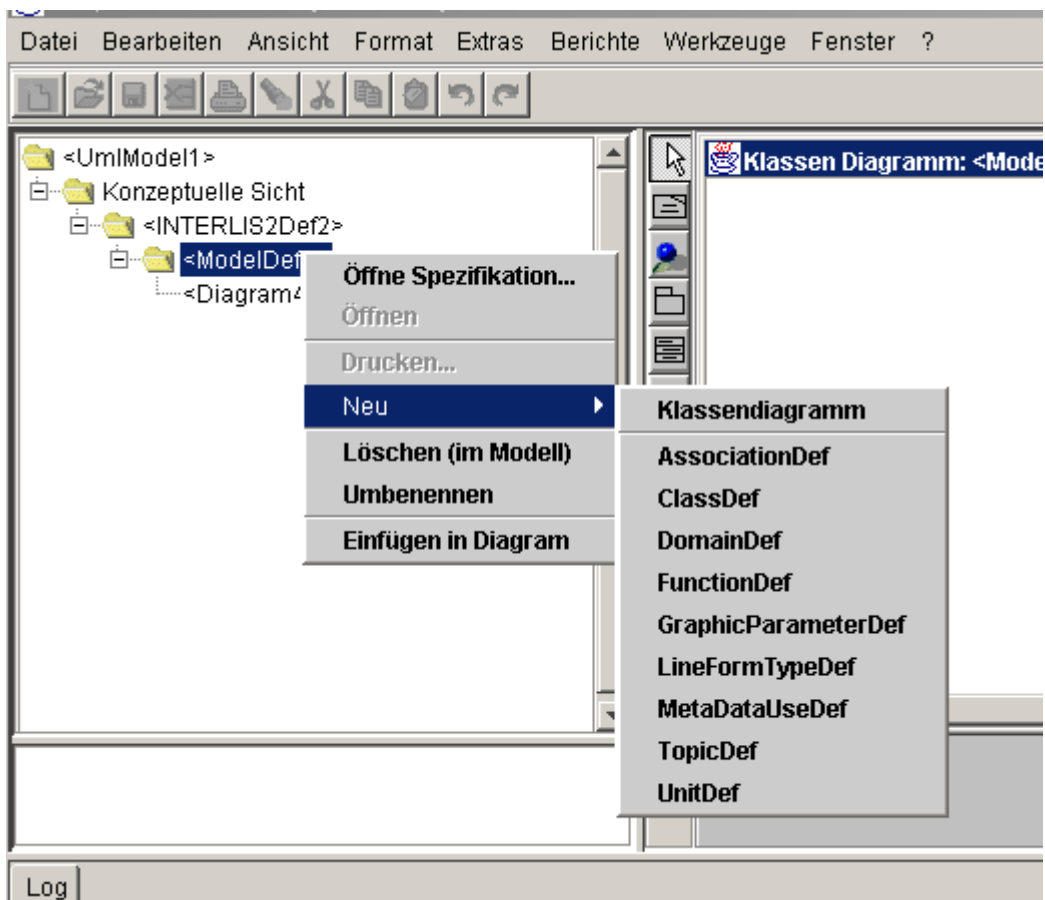 Datei Bearbeiten Ansicht Format Extras Berichte Werkzeuge Fenster ?
<UmlModel1>
Konzeptuelle Sicht
<INTERLIS2Def2>
<ModelDef
<Diagram4
Klassen Diagramm: <Mode
Öffne Spezifikation...
Öffnen
Drucken...
Neu
Löschen (im Modell)
Umbenennen
Einfügen in Diagram
Klassendiagramm
AssociationDef
ClassDef
DomainDef
FunctionDef
GraphicParameterDef
LineFormTypeDef
MetaDataUseDef
TopicDef
UnitDef
Log